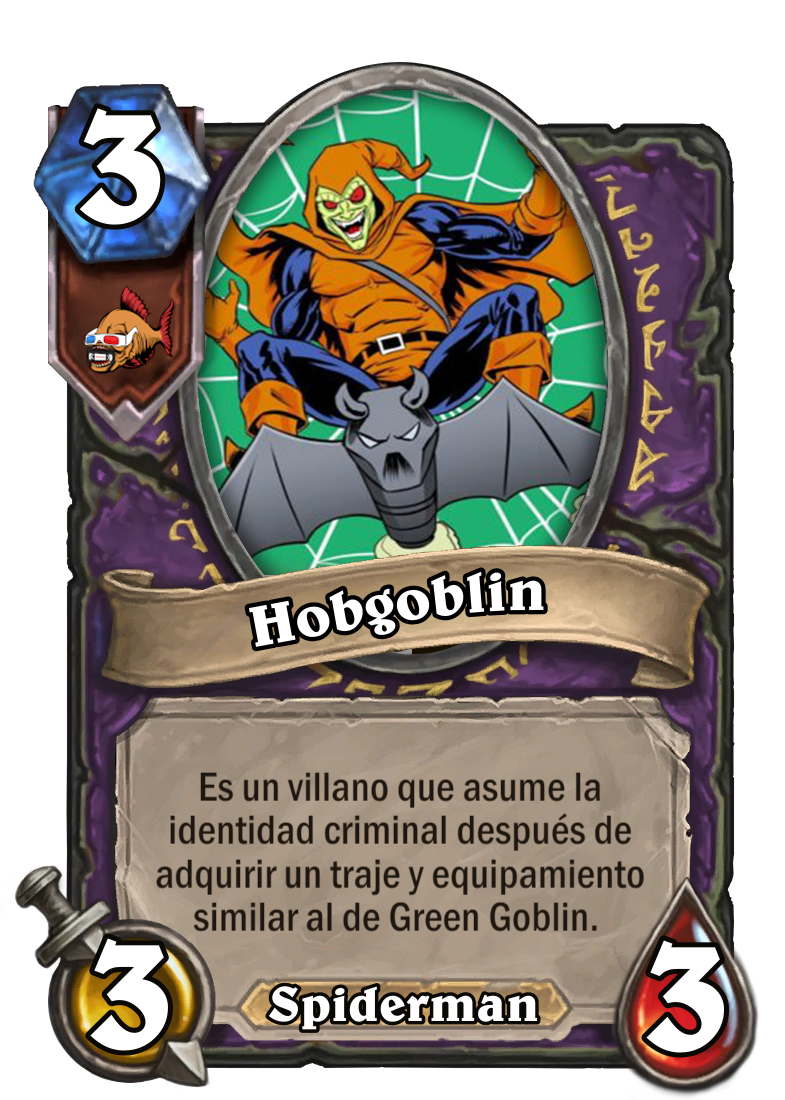 3
Hobgoblin
Es un villano que asume la
identidad criminal después de
adquirir un traje y equipamiento
similar al de Green Goblin.
3
Spiderman
3